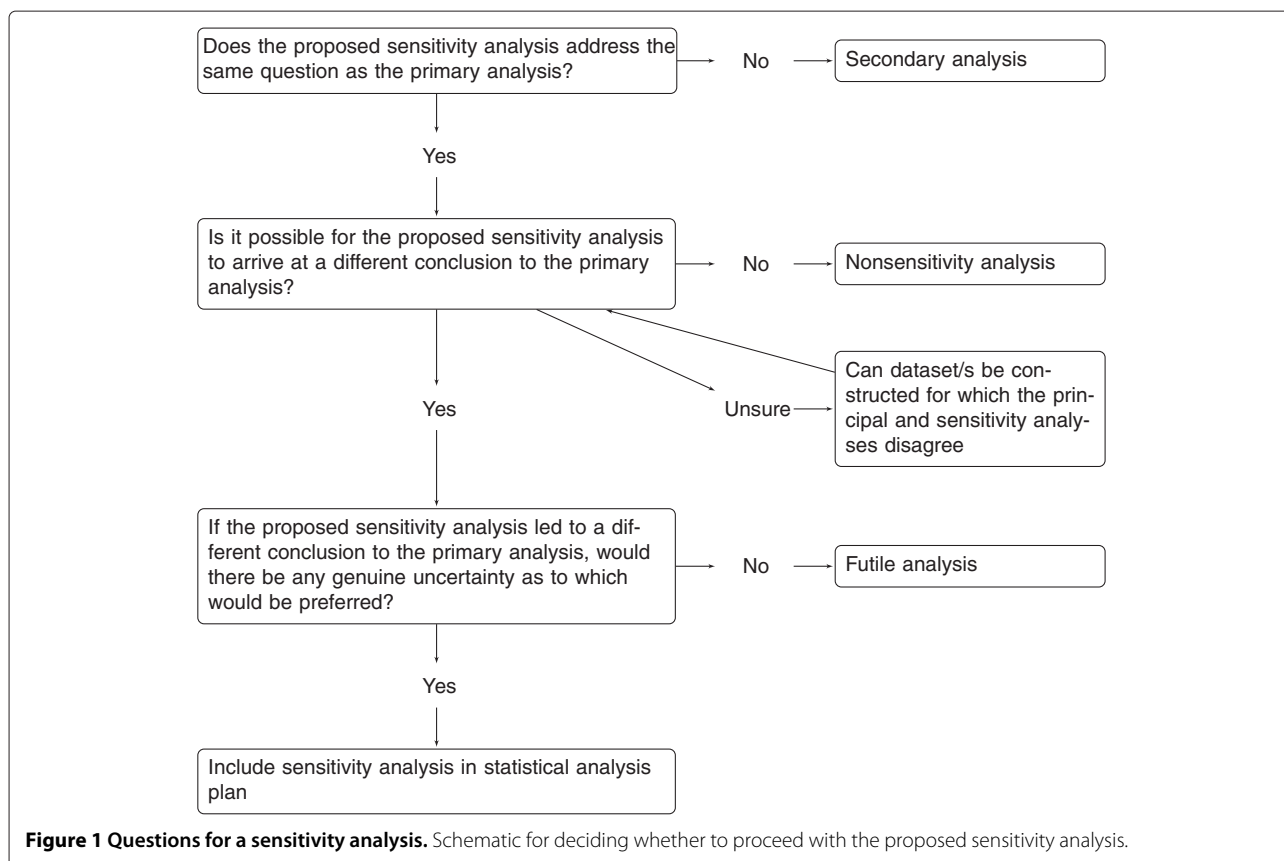 Does the proposed sensitivity analysis address the
same question as the primary analysis?
No
Secondary analysis
Yes
Is it possible for the proposed sensitivity analysis
to arrive at a different conclusion to the primary
analysis?
No
Nonsensitivity analysis
Can dataset/s be con-
structed for which the prin-
cipal and sensitivity analy-
ses disagree
Yes
Unsure
If the proposed sensitivity analysis led to a dif-
ferent conclusion to the primary analysis, would
there be any genuine uncertainty as to which
would be preferred?
No
Futile analysis
Yes
Include sensitivity analysis in statistical analysis
plan
Figure 1 Questions for a sensitivity analysis. Schematic for deciding whether to proceed with the proposed sensitivity analysis.